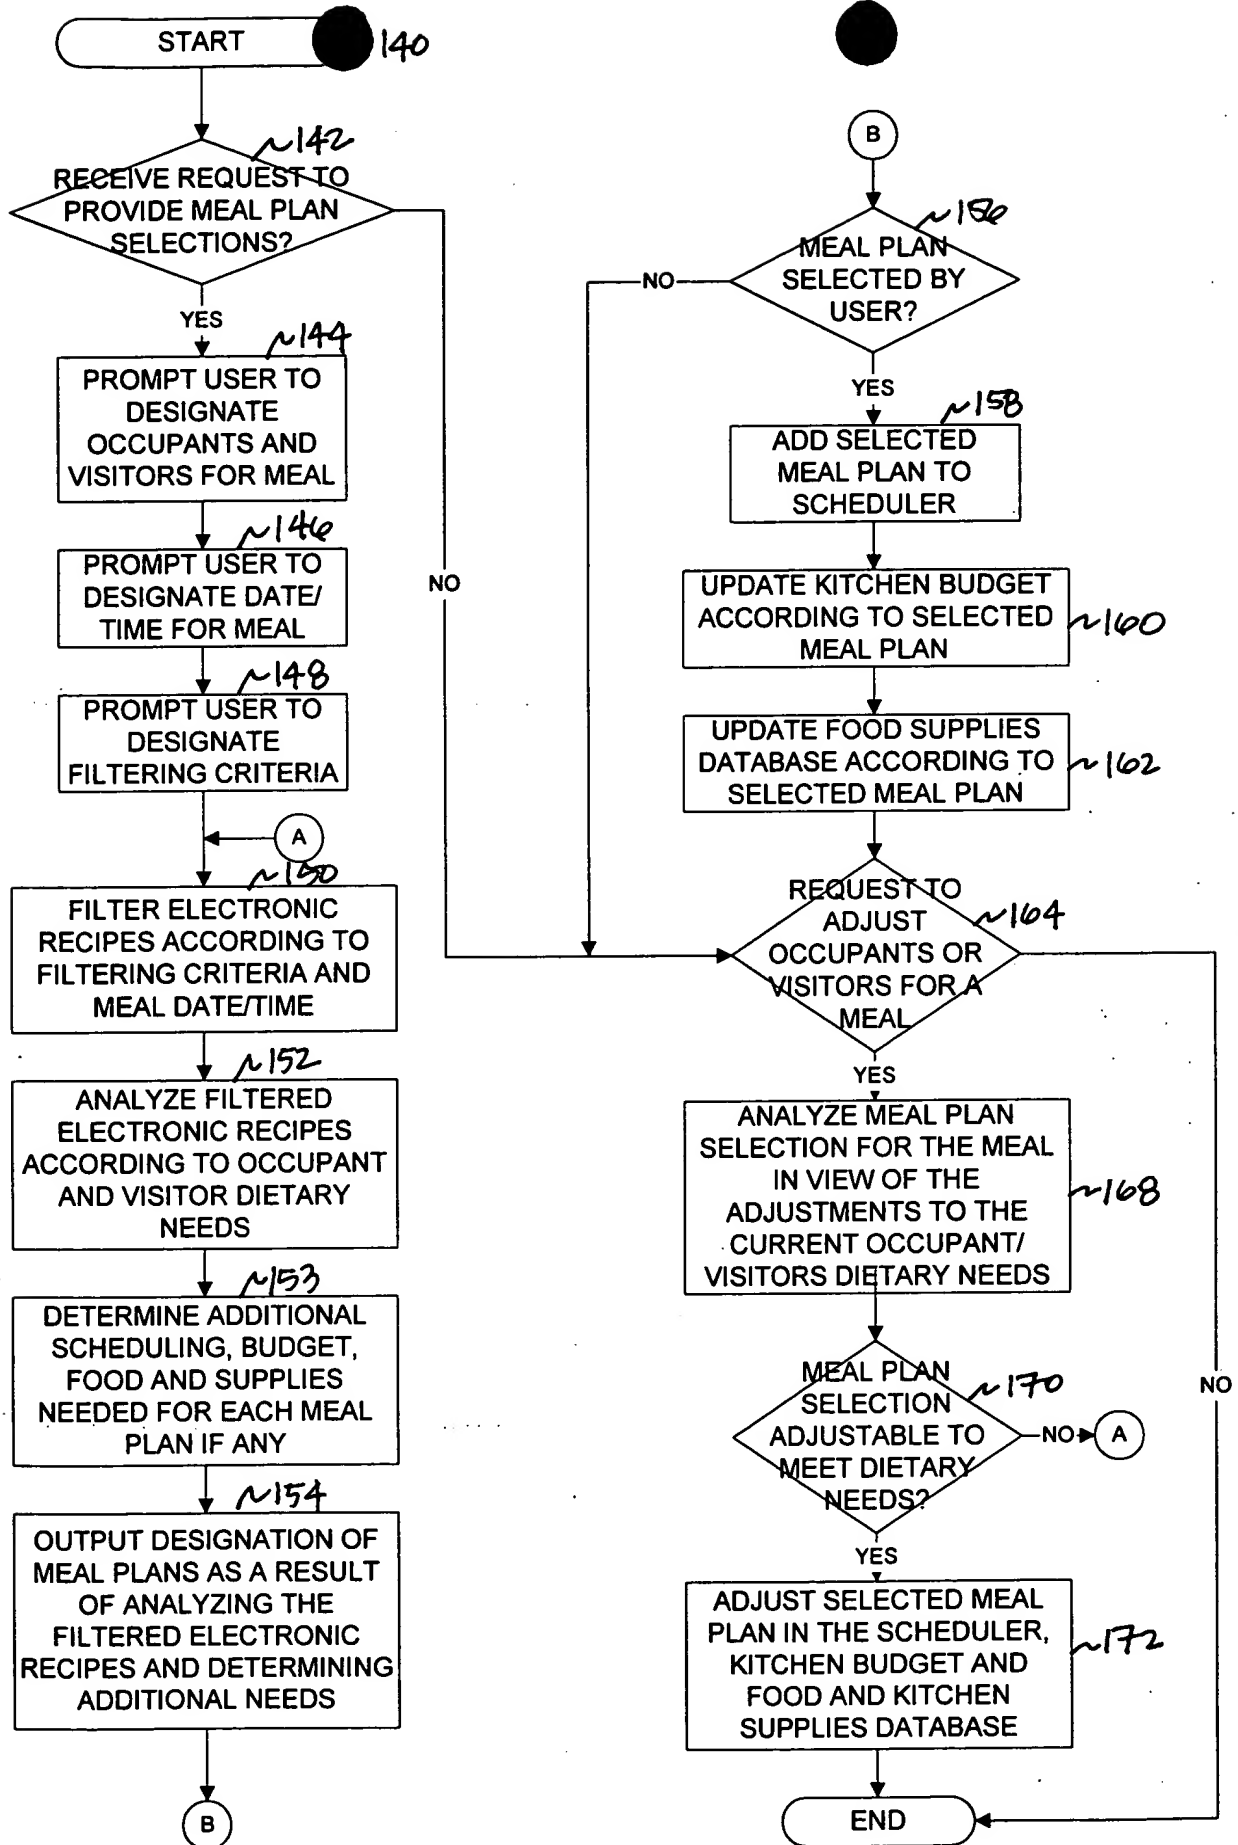 START
140
~142
RECEIVE REQUEST TO
PROVIDE MEAL PLAN
SELECTIONS?
YES
NO
~144
PROMPT USER TO
DESIGNATE
OCCUPANTS AND
VISITORS FOR MEAL
~146
PROMPT USER TO
DESIGNATE DATE/
TIME FOR MEAL
~148
PROMPT USER TO
DESIGNATE
FILTERING CRITERIA
A
~150
FILTER ELECTRONIC
RECIPES ACCORDING TO
FILTERING CRITERIA AND
MEAL DATE/TIME
~152
ANALYZE FILTERED
ELECTRONIC RECIPES
ACCORDING TO OCCUPANT
AND VISITOR DIETARY
NEEDS
~153
DETERMINE ADDITIONAL
SCHEDULING, BUDGET,
FOOD AND SUPPLIES
NEEDED FOR EACH MEAL
PLAN IF ANY
~154
OUTPUT DESIGNATION OF
MEAL PLANS AS A RESULT
OF ANALYZING THE
FILTERED ELECTRONIC
RECIPES AND DETERMINING
ADDITIONAL NEEDS
B
B
~156
MEAL PLAN
SELECTED BY
USER?
NO
YES
~158
ADD SELECTED
MEAL PLAN TO
SCHEDULER
UPDATE KITCHEN BUDGET
ACCORDING TO SELECTED
MEAL PLAN
~160
UPDATE FOOD SUPPLIES
DATABASE ACCORDING TO
SELECTED MEAL PLAN
~162
REQUEST TO
ADJUST
OCCUPANTS OR
VISITORS FOR A
MEAL
~164
YES
NO
ANALYZE MEAL PLAN
SELECTION FOR THE MEAL
IN VIEW OF THE
ADJUSTMENTS TO THE
CURRENT OCCUPANT/
VISITORS DIETARY NEEDS
~168
MEAL PLAN
SELECTION
ADJUSTABLE TO
MEET DIETARY
NEEDS?
~170
NO
A
YES
ADJUST SELECTED MEAL
PLAN IN THE SCHEDULER,
KITCHEN BUDGET AND
FOOD AND KITCHEN
SUPPLIES DATABASE
~172
END